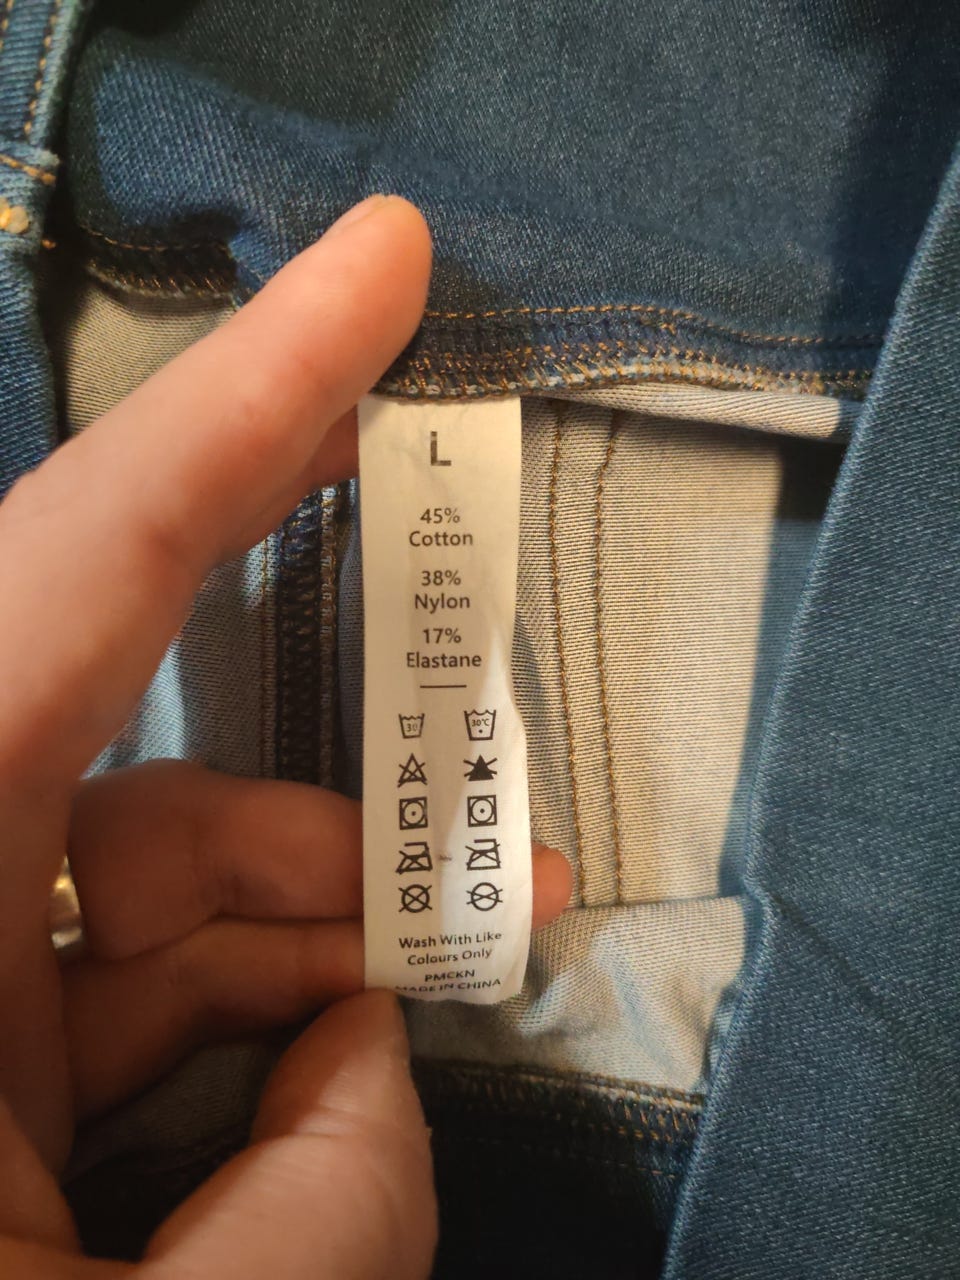 L
45%
Cotton
38%
Nylon
17%
Elastane
30 30°C
Wash With Like
Colours Only
PMCKN
MADE IN CHINA